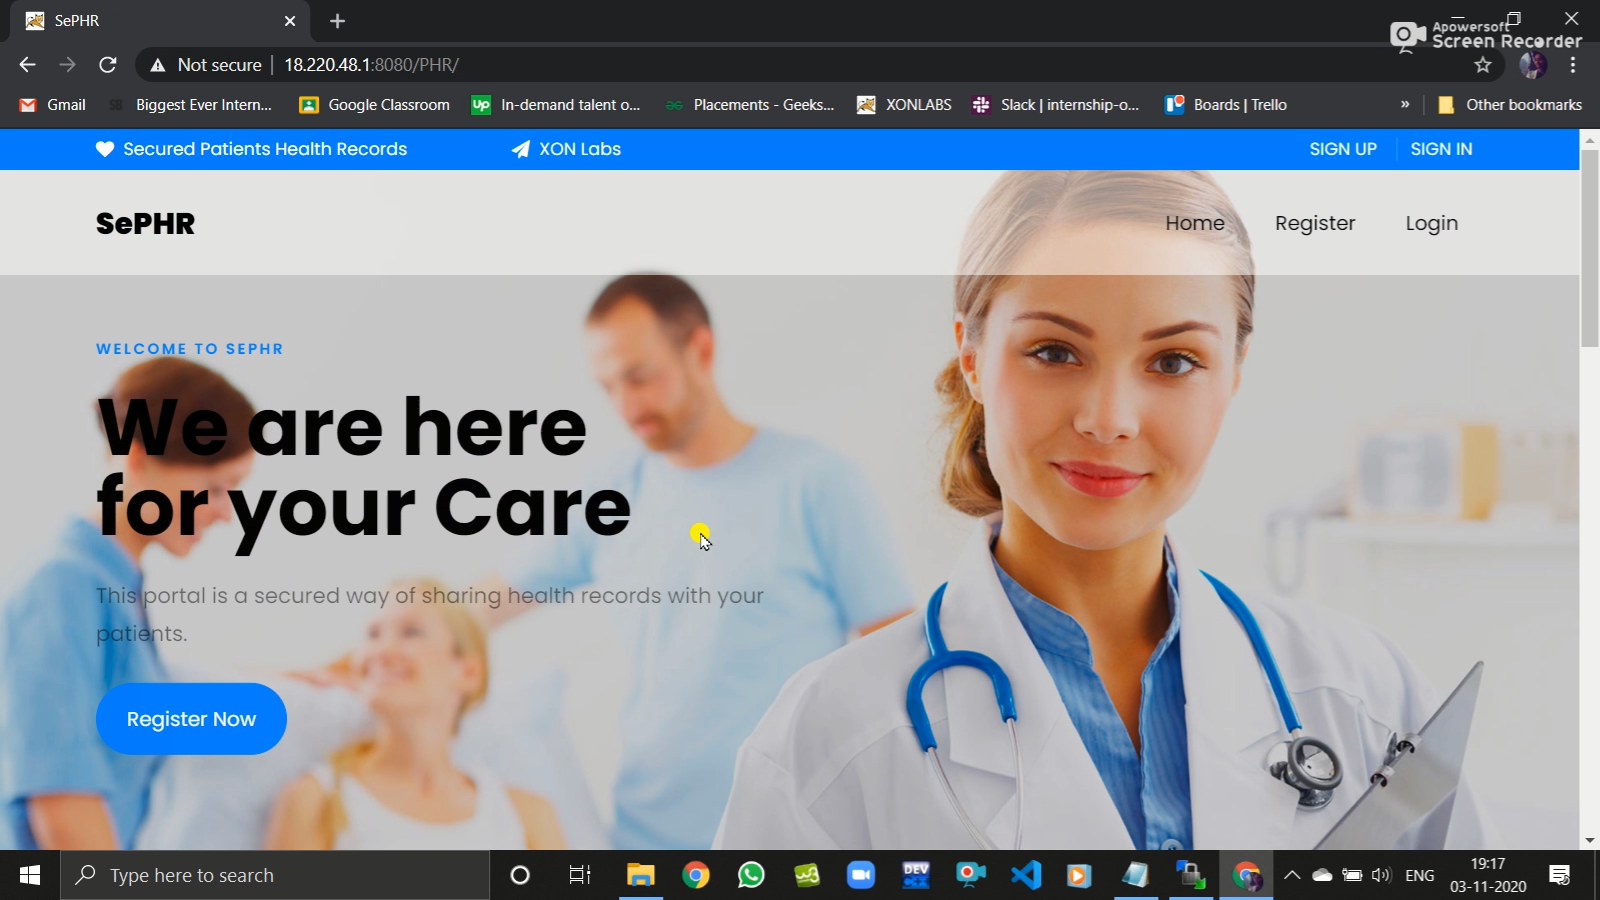 SePHR
Apowersoft
Screen Recorder
Not secure
18.220.48.1:8080/PHR/
Gmail
SB
Biggest Ever Intern...
Google Classroom
Up
In-demand talent o...
Placements - Geeks...
XONLABS
Slack | internship-o...
Boards | Trello
»
Other bookmarks
Secured Patients Health Records
XON Labs
SIGN UP
SIGN IN
SePHR
Home
Register
Login
WELCOME TO SEPHR
We are here
for your Care
This portal is a secured way of sharing health records with your
patients.
Register Now
Type here to search
w3
DEV
C++
ENG
19:17
03-11-2020